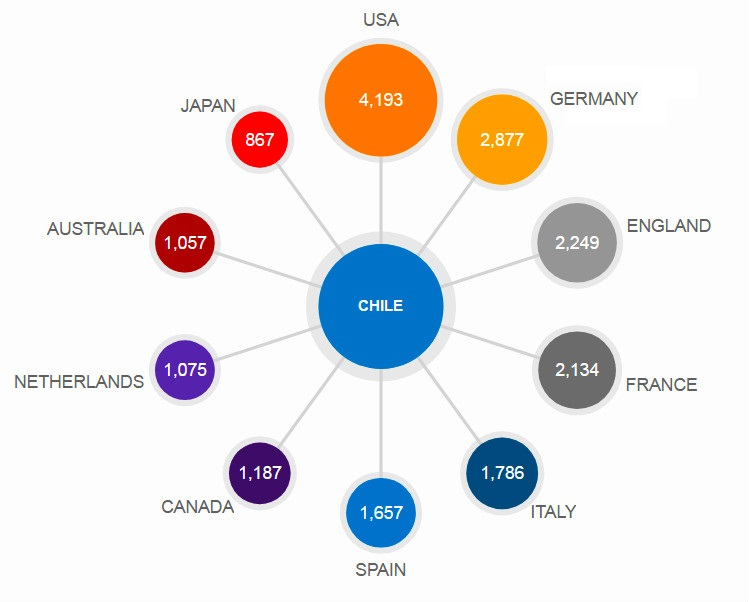 USA
4,193
GERMANY
2,877
ENGLAND
2,249
FRANCE
2,134
ITALY
1,786
SPAIN
1,657
CANADA
1,187
NETHERLANDS
1,075
AUSTRALIA
1,057
JAPAN
867
CHILE